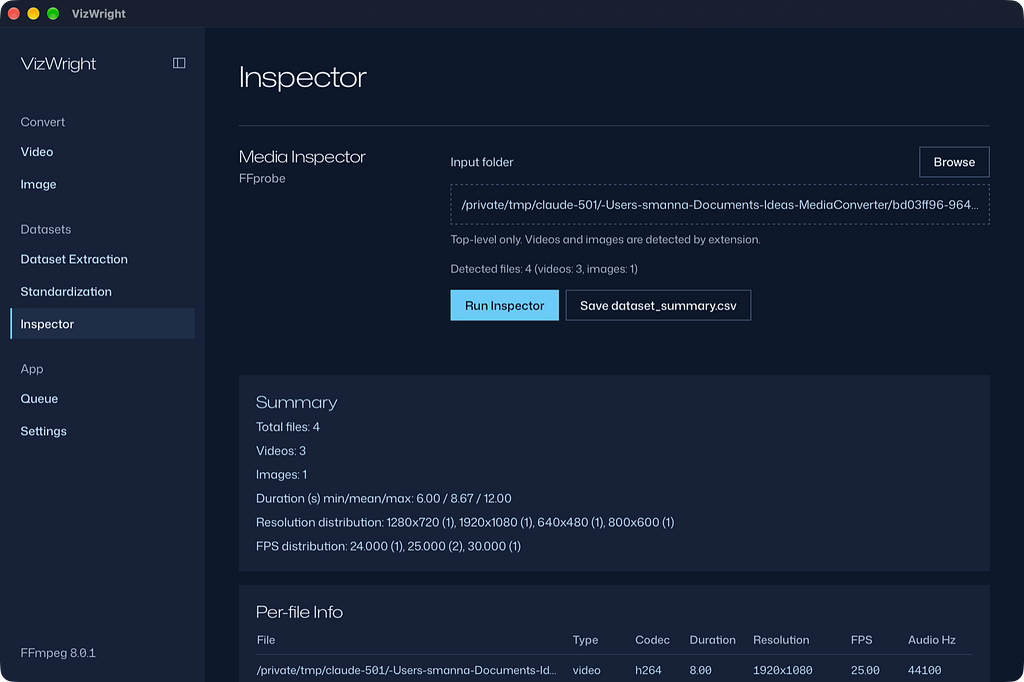 VizWright
VizWright
Convert
Video
Image
Datasets
Dataset Extraction
Standardization
Inspector
App
Queue
Settings
FFmpeg 8.0.1
Inspector
Media Inspector
FFprobe
Input folder
Browse
/private/tmp/claude-501/-Users-smanna-Documents-Ideas-MediaConverter/bd03ff96-964...
Top-level only. Videos and images are detected by extension.
Detected files: 4 (videos: 3, images: 1)
Run Inspector
Save dataset_summary.csv
Summary
Total files: 4
Videos: 3
Images: 1
Duration (s) min/mean/max: 6.00 / 8.67 / 12.00
Resolution distribution: 1280x720 (1), 1920x1080 (1), 640x480 (1), 800x600 (1)
FPS distribution: 24.000 (1), 25.000 (2), 30.000 (1)
Per-file Info
File Type Codec Duration Resolution FPS Audio Hz
/private/tmp/claude-501/-Users-smanna-Documents-Id... video h264 8.00 1920x1080 25.00 44100